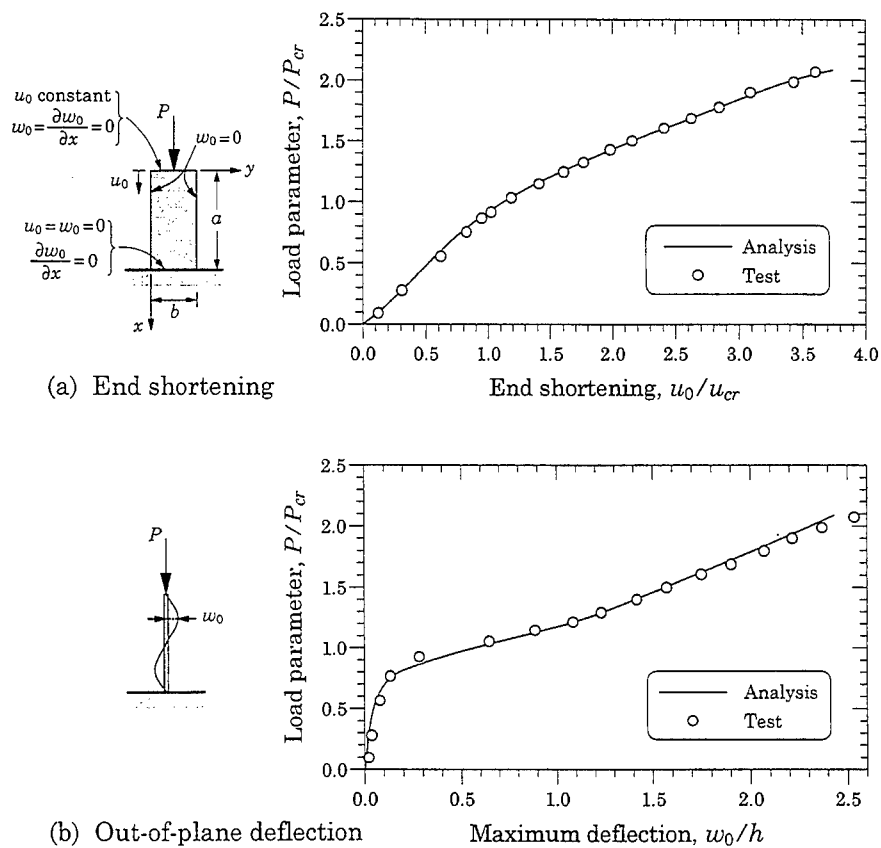 u₀ constant
w₀ = ∂w₀/∂x = 0
P
w₀ = 0
y
u₀
a
u₀ = w₀ = 0
∂w₀/∂x = 0
b
x
(a) End shortening
Load parameter, P/P_cr
2.5
2.0
1.5
1.0
0.5
0.0
Analysis
Test
0.0 0.5 1.0 1.5 2.0 2.5 3.0 3.5 4.0
End shortening, u₀/u_cr
P
w₀
(b) Out-of-plane deflection
Load parameter, P/P_cr
2.5
2.0
1.5
1.0
0.5
0.0
Analysis
Test
0.0 0.5 1.0 1.5 2.0 2.5
Maximum deflection, w₀/h